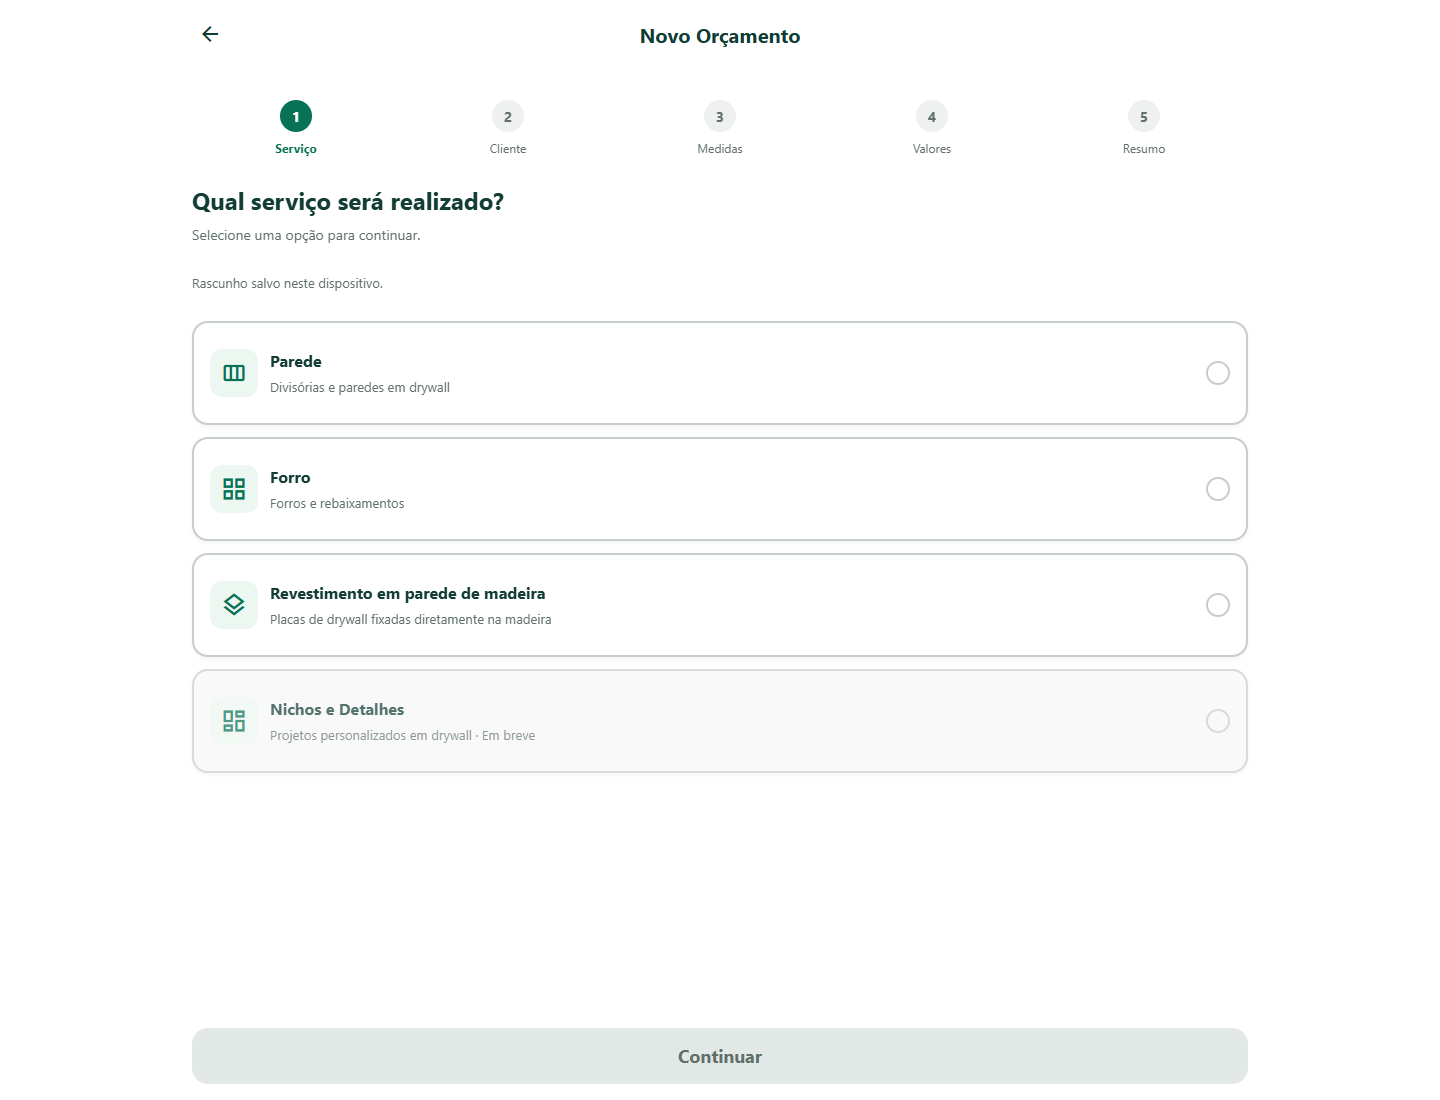 Novo Orçamento
1
Serviço
2
Cliente
3
Medidas
4
Valores
5
Resumo
Qual serviço será realizado?
Selecione uma opção para continuar.
Rascunho salvo neste dispositivo.
Parede
Divisórias e paredes em drywall
Forro
Forros e rebaixamentos
Revestimento em parede de madeira
Placas de drywall fixadas diretamente na madeira
Nichos e Detalhes
Projetos personalizados em drywall · Em breve
Continuar